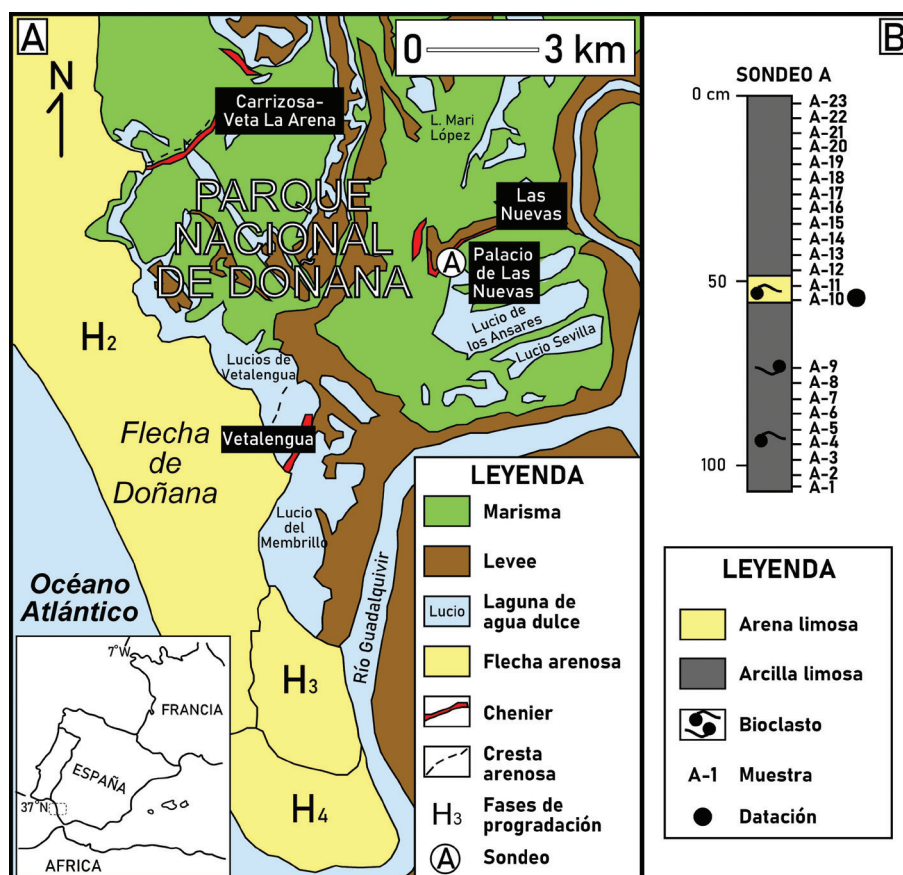 A
N
0 3 km
Carrizosa-
Veta La Arena
L. Mari
López
PARQUE
NACIONAL
DE DOÑANA
Las
Nuevas
A
Palacio de Las
Nuevas
Lucio de
los Ansares
Lucio Sevilla
H2
Lucios de
Vetalengua
Flecha
de
Doñana
Vetalengua
Lucio
del
Membrillo
Océano
Atlántico
Río Guadalquivir
H3
H4
7°W
FRANCIA
ESPAÑA
37°N
AFRICA
LEYENDA
Marisma
Levee
Lucio
Laguna de
agua dulce
Flecha arenosa
Chenier
Cresta
arenosa
H3
Fases de
progradación
A
Sondeo
B
SONDEO A
0 cm
50
100
A-23
A-22
A-21
A-20
A-19
A-18
A-17
A-16
A-15
A-14
A-13
A-12
A-11
A-10
A-9
A-8
A-7
A-6
A-5
A-4
A-3
A-2
A-1
LEYENDA
Arena limosa
Arcilla limosa
Bioclasto
A-1 Muestra
Datación